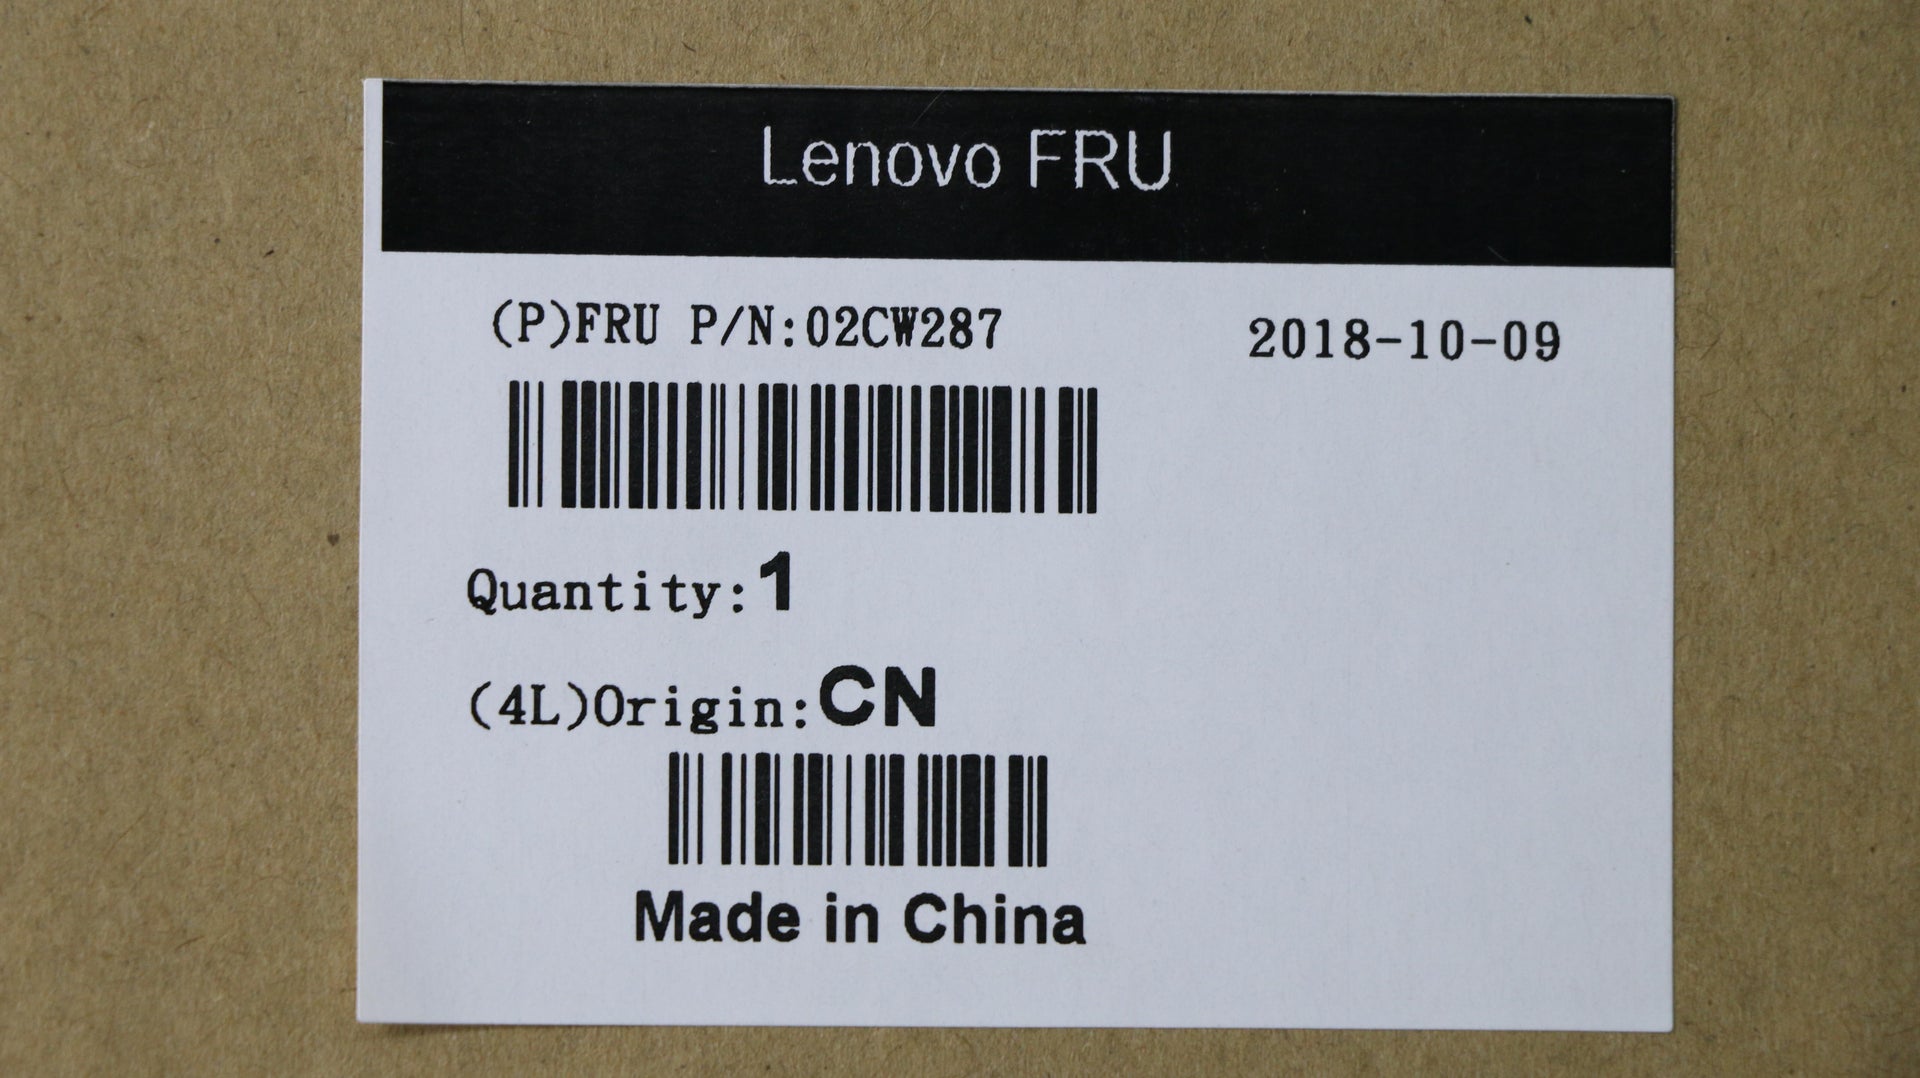 Lenovo FRU
(P)FRU P/N:02CW287 2018-10-09
Quantity:1
(4L)Origin:CN
Made in China